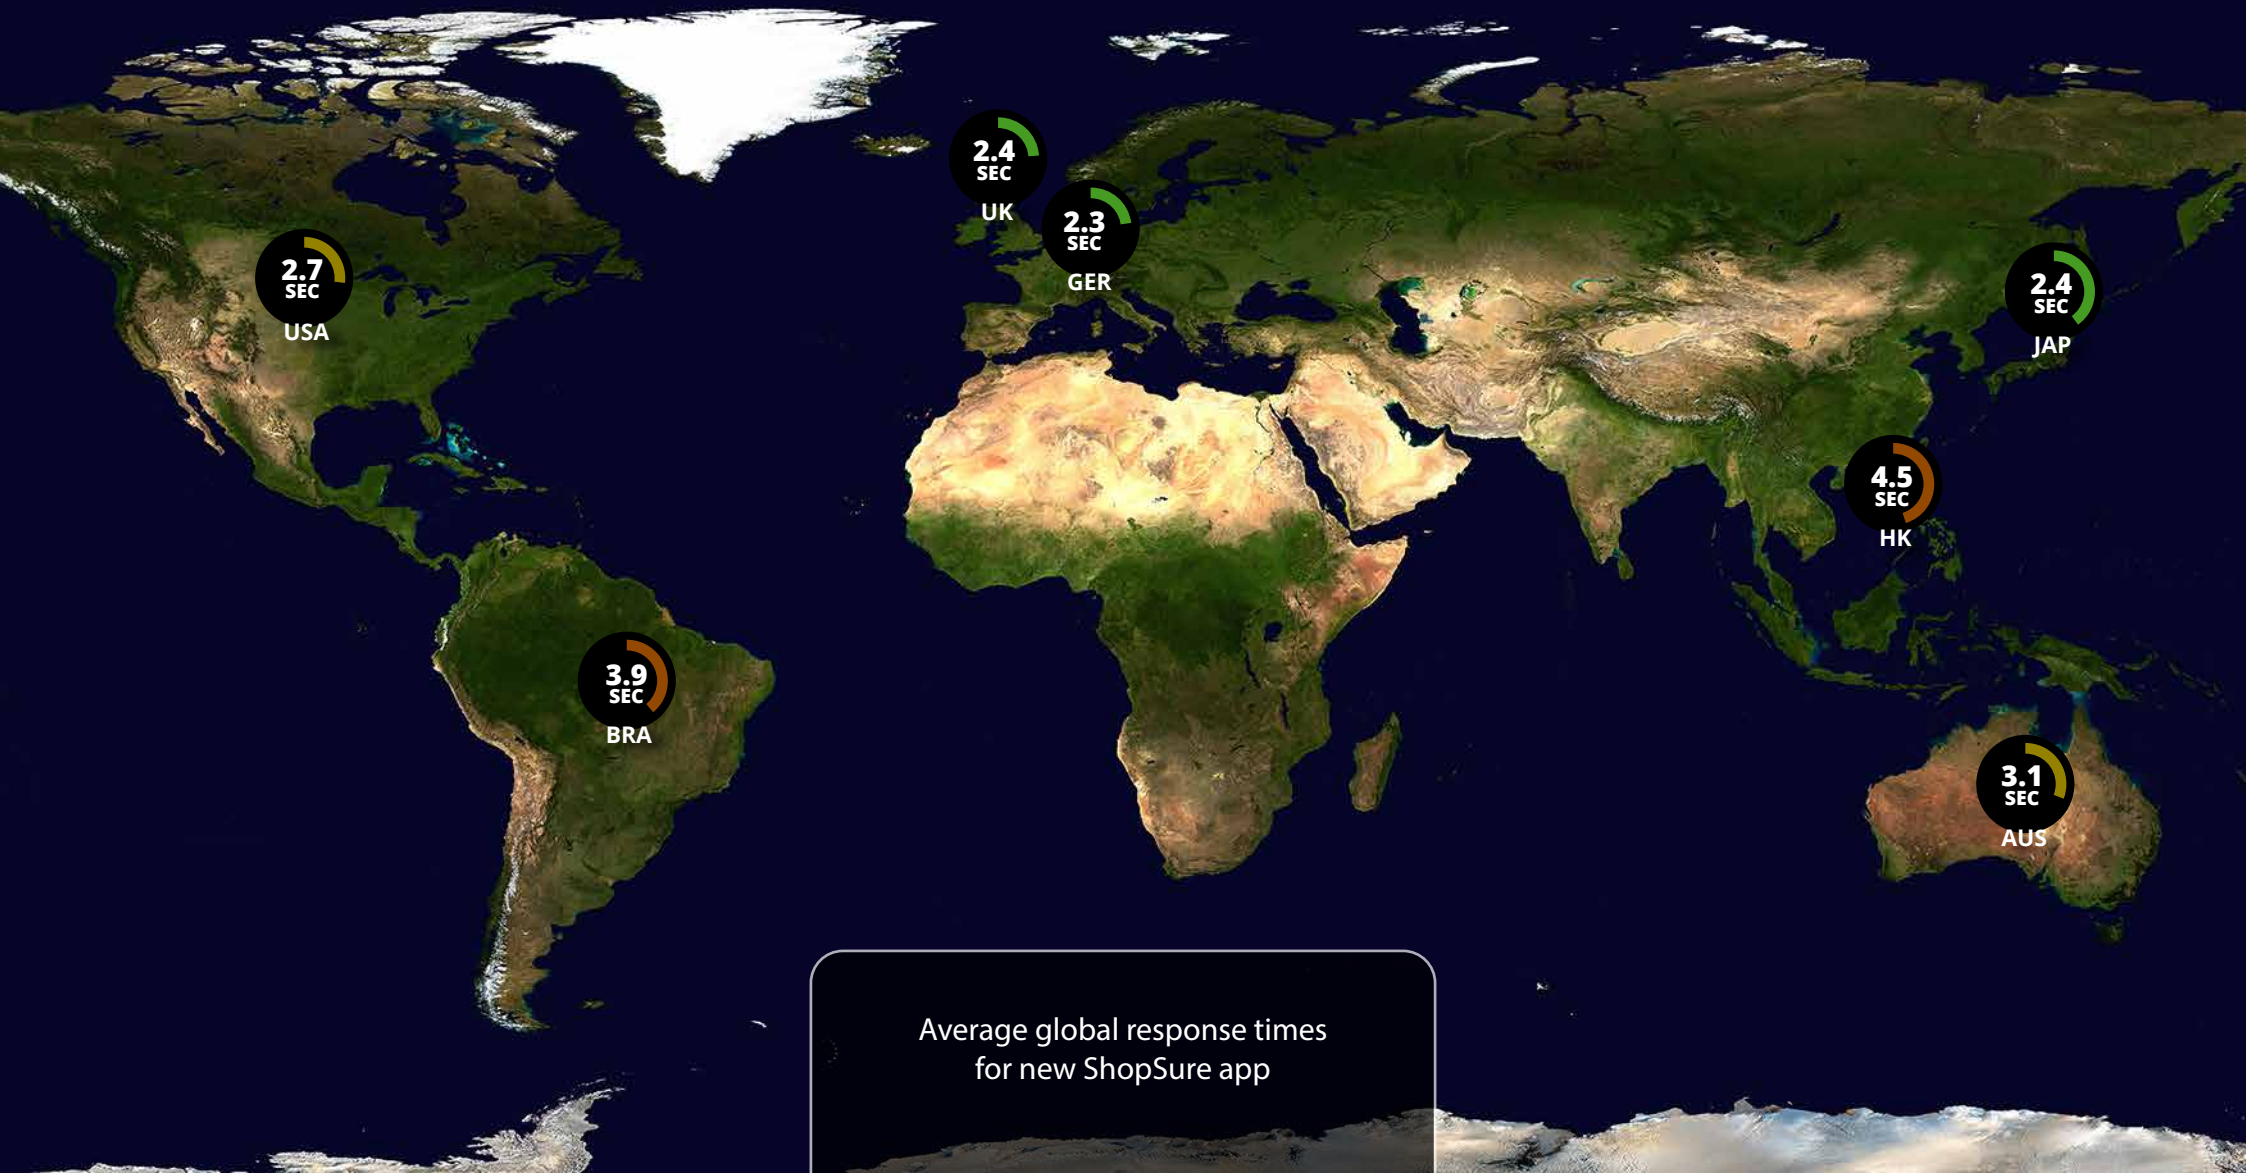 2.4
SEC
UK
2.3
SEC
GER
2.7
SEC
USA
2.4
SEC
JAP
4.5
SEC
HK
3.9
SEC
BRA
3.1
SEC
AUS
Average global response times
for new ShopSure app